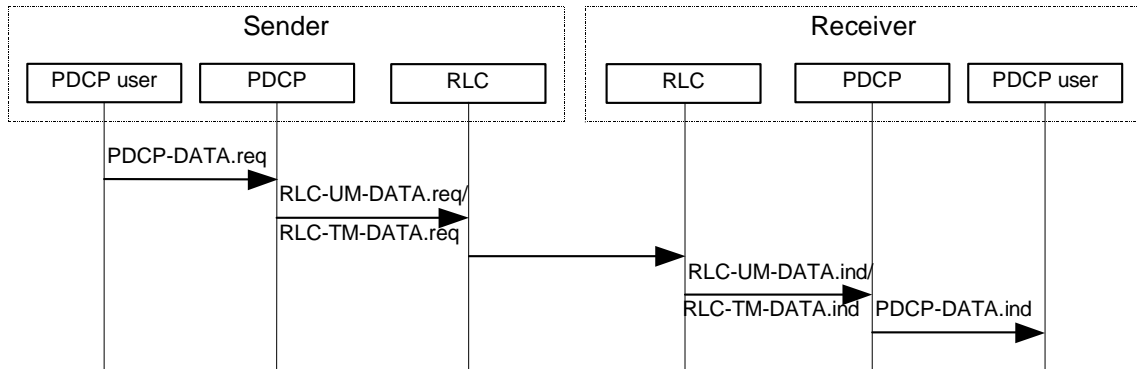 Sender
Receiver
PDCP user
PDCP
RLC
RLC
PDCP
PDCP user
PDCP-DATA.req
RLC-UM-DATA.req/
RLC-TM-DATA.req
RLC-UM-DATA.ind/
RLC-TM-DATA.ind
PDCP-DATA.ind